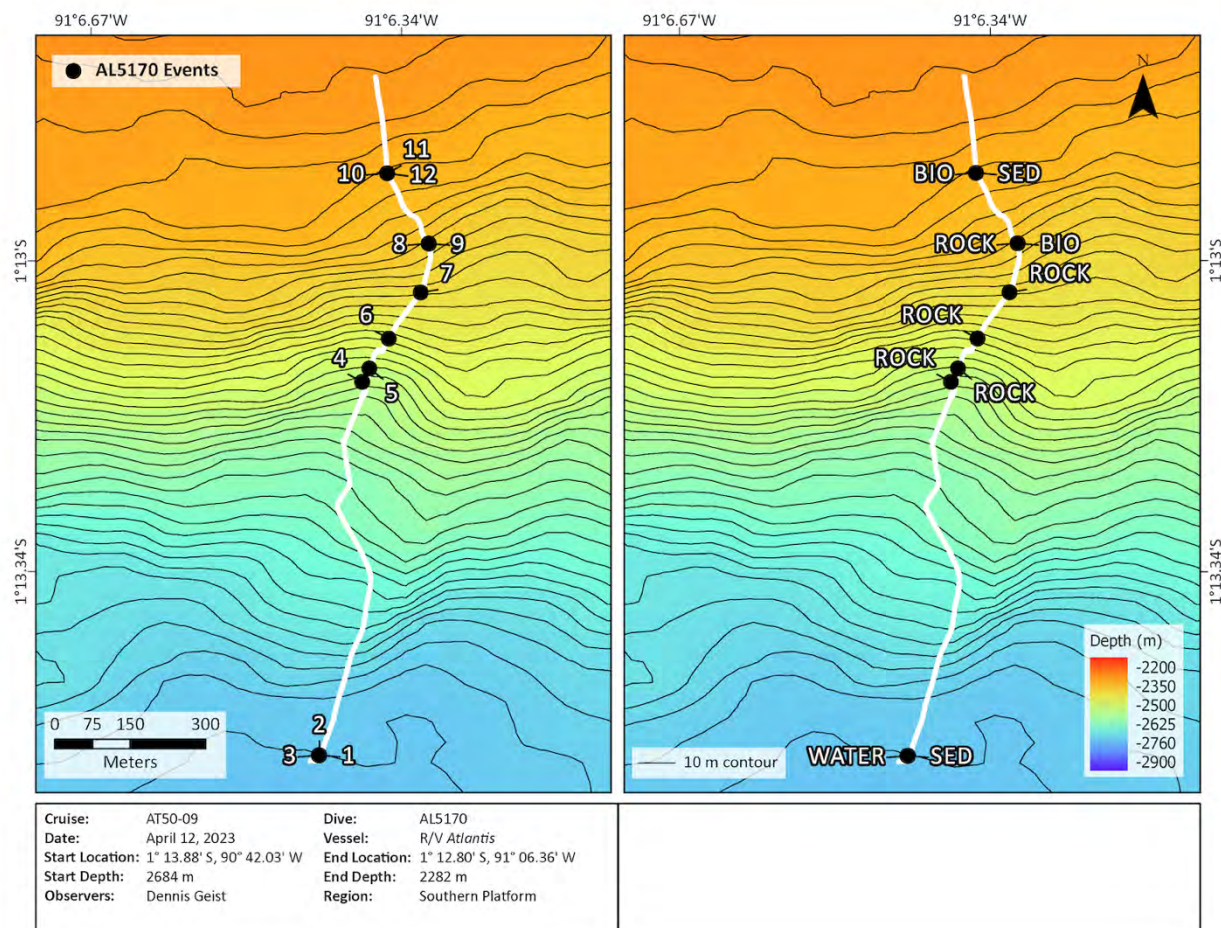 91°6.67'W 91°6.34'W 91°6.67'W 91°6.34'W
AL5170 Events
N
11
10 12
BIO SED
8 9
ROCK BIO
1°13'S 1°13'S
7
ROCK
6
ROCK
4
ROCK
5
ROCK
1°13.34'S 1°13.34'S
Depth (m)
-2200
-2350
-2500
-2625
-2760
-2900
0 75 150 300
Meters
2
3 1
WATER SED
10 m contour
Cruise: AT50-09 Dive: AL5170
Date: April 12, 2023 Vessel: R/V Atlantis
Start Location: 1° 13.88' S, 90° 42.03' W End Location: 1° 12.80' S, 91° 06.36' W
Start Depth: 2684 m End Depth: 2282 m
Observers: Dennis Geist Region: Southern Platform